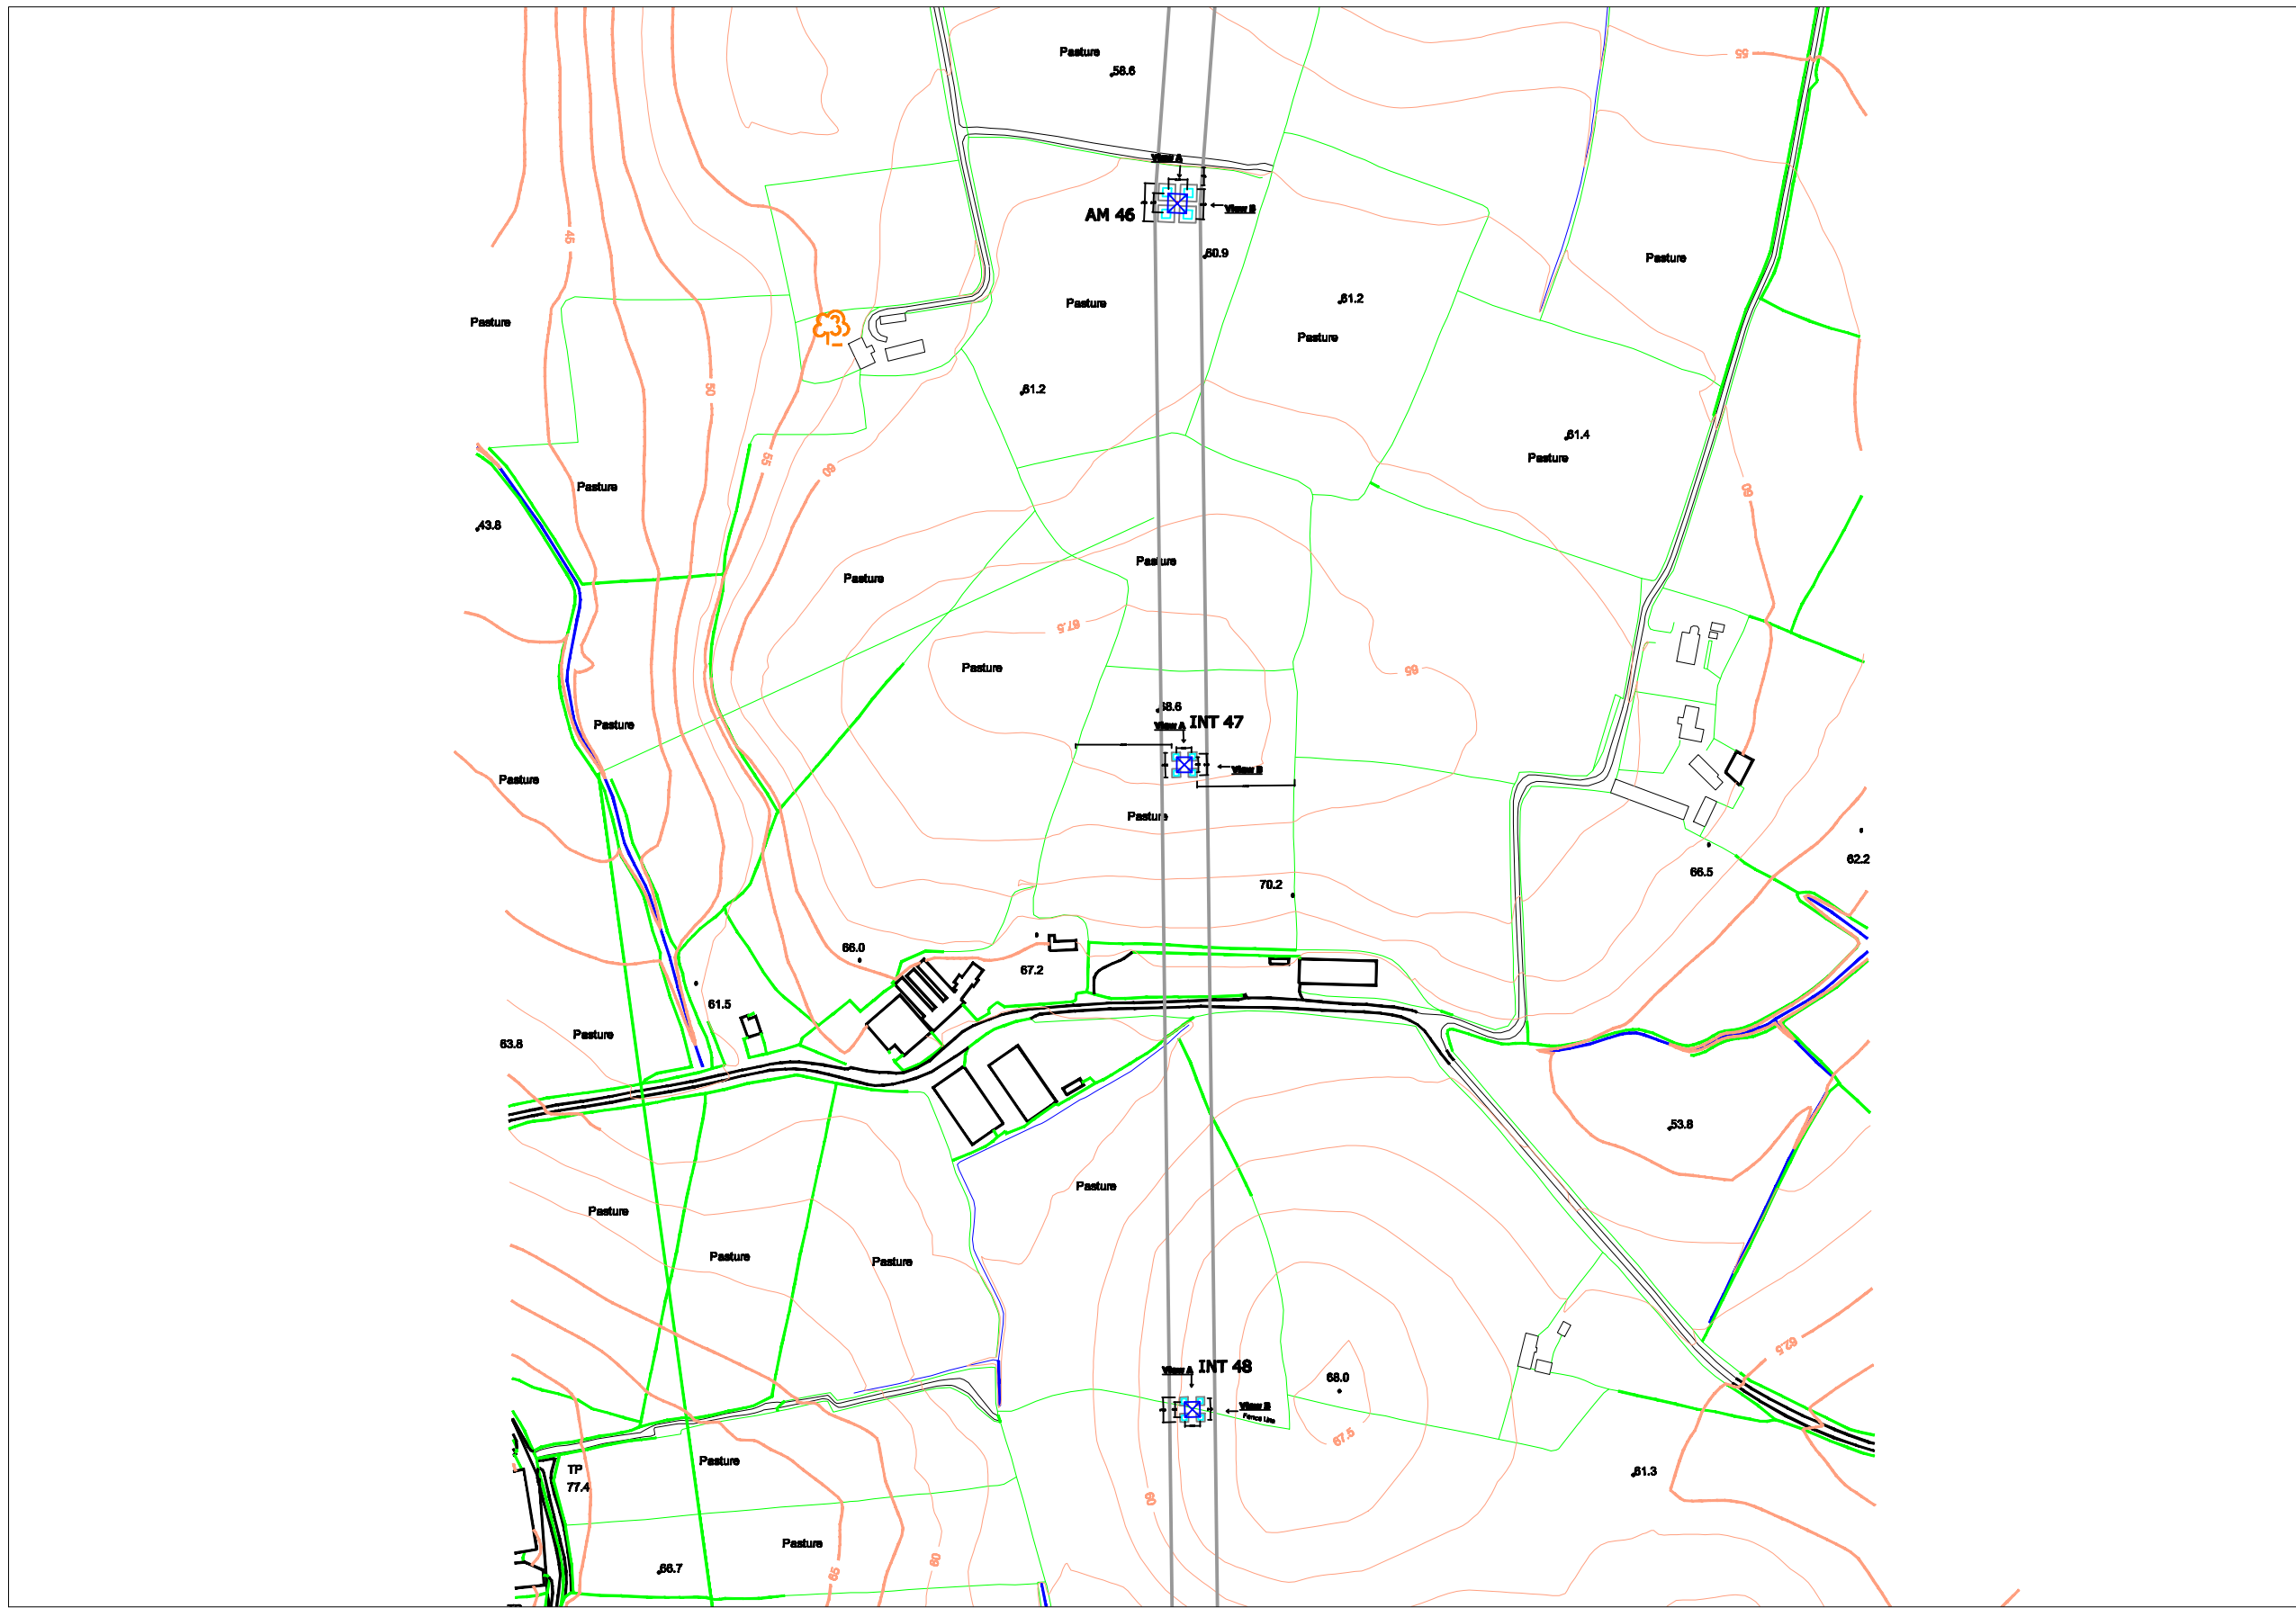 Pasture
58.6
55
View A
AM 46
View B
45
60.9
Pasture
61.2
Pasture
Pasture
Pasture
50
61.2
61.4
Pasture
55
60
Pasture
60
43.8
Pasture
Pasture
67.5
Pasture
65
68.6
View A
INT 47
Pasture
View B
Pasture
Pasture
66.5
62.2
70.2
66.0
67.2
61.5
Pasture
63.8
53.8
Pasture
Pasture
Pasture
Pasture
62.5
View A
INT 48
68.0
View B
Fence Line
67.5
Pasture
TP
77.4
61.3
60
Pasture
60
66.7
65